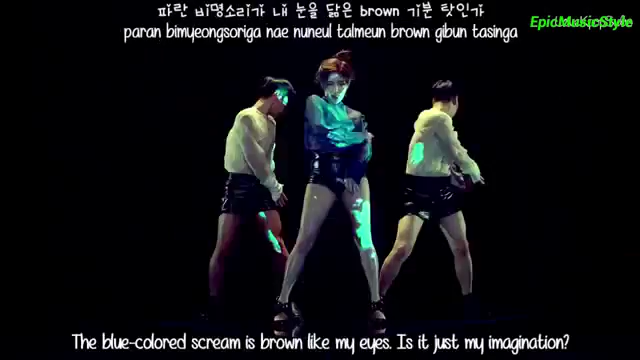 파란 비명소리가 내 눈을 닮은 brown 기분 탓인가
paran bimyeongsoriga nae nuneul talmeun brown gibun tasinga
EpicMusicStyle
The blue-colored scream is brown like my eyes. Is it just my imagination?